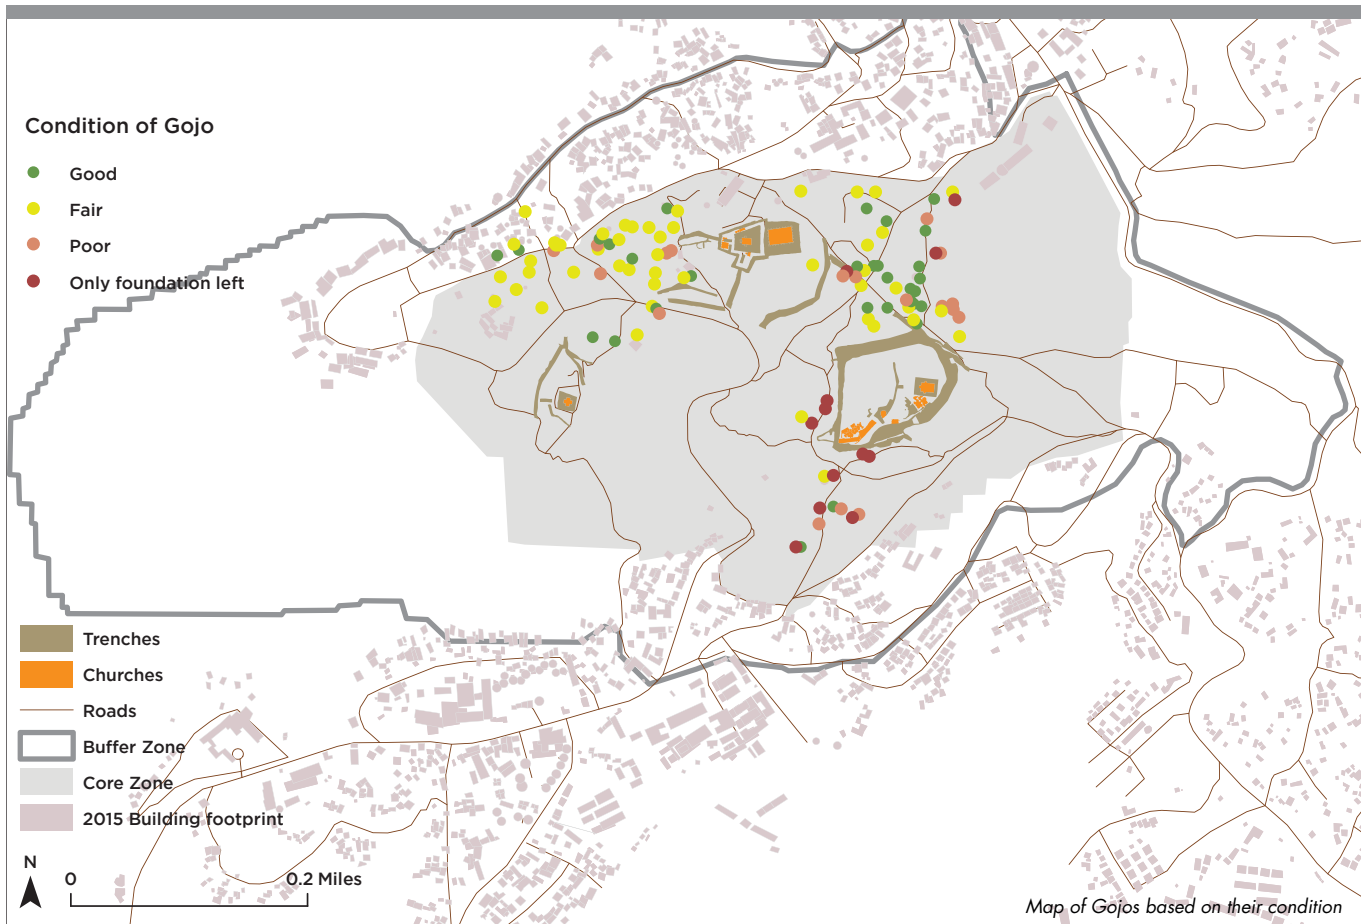 Condition of Gojo
Good
Fair
Poor
Only foundation left
Trenches
Churches
Roads
Buffer Zone
Core Zone
2015 Building footprint
N
0
0.2 Miles
Map of Gojos based on their condition